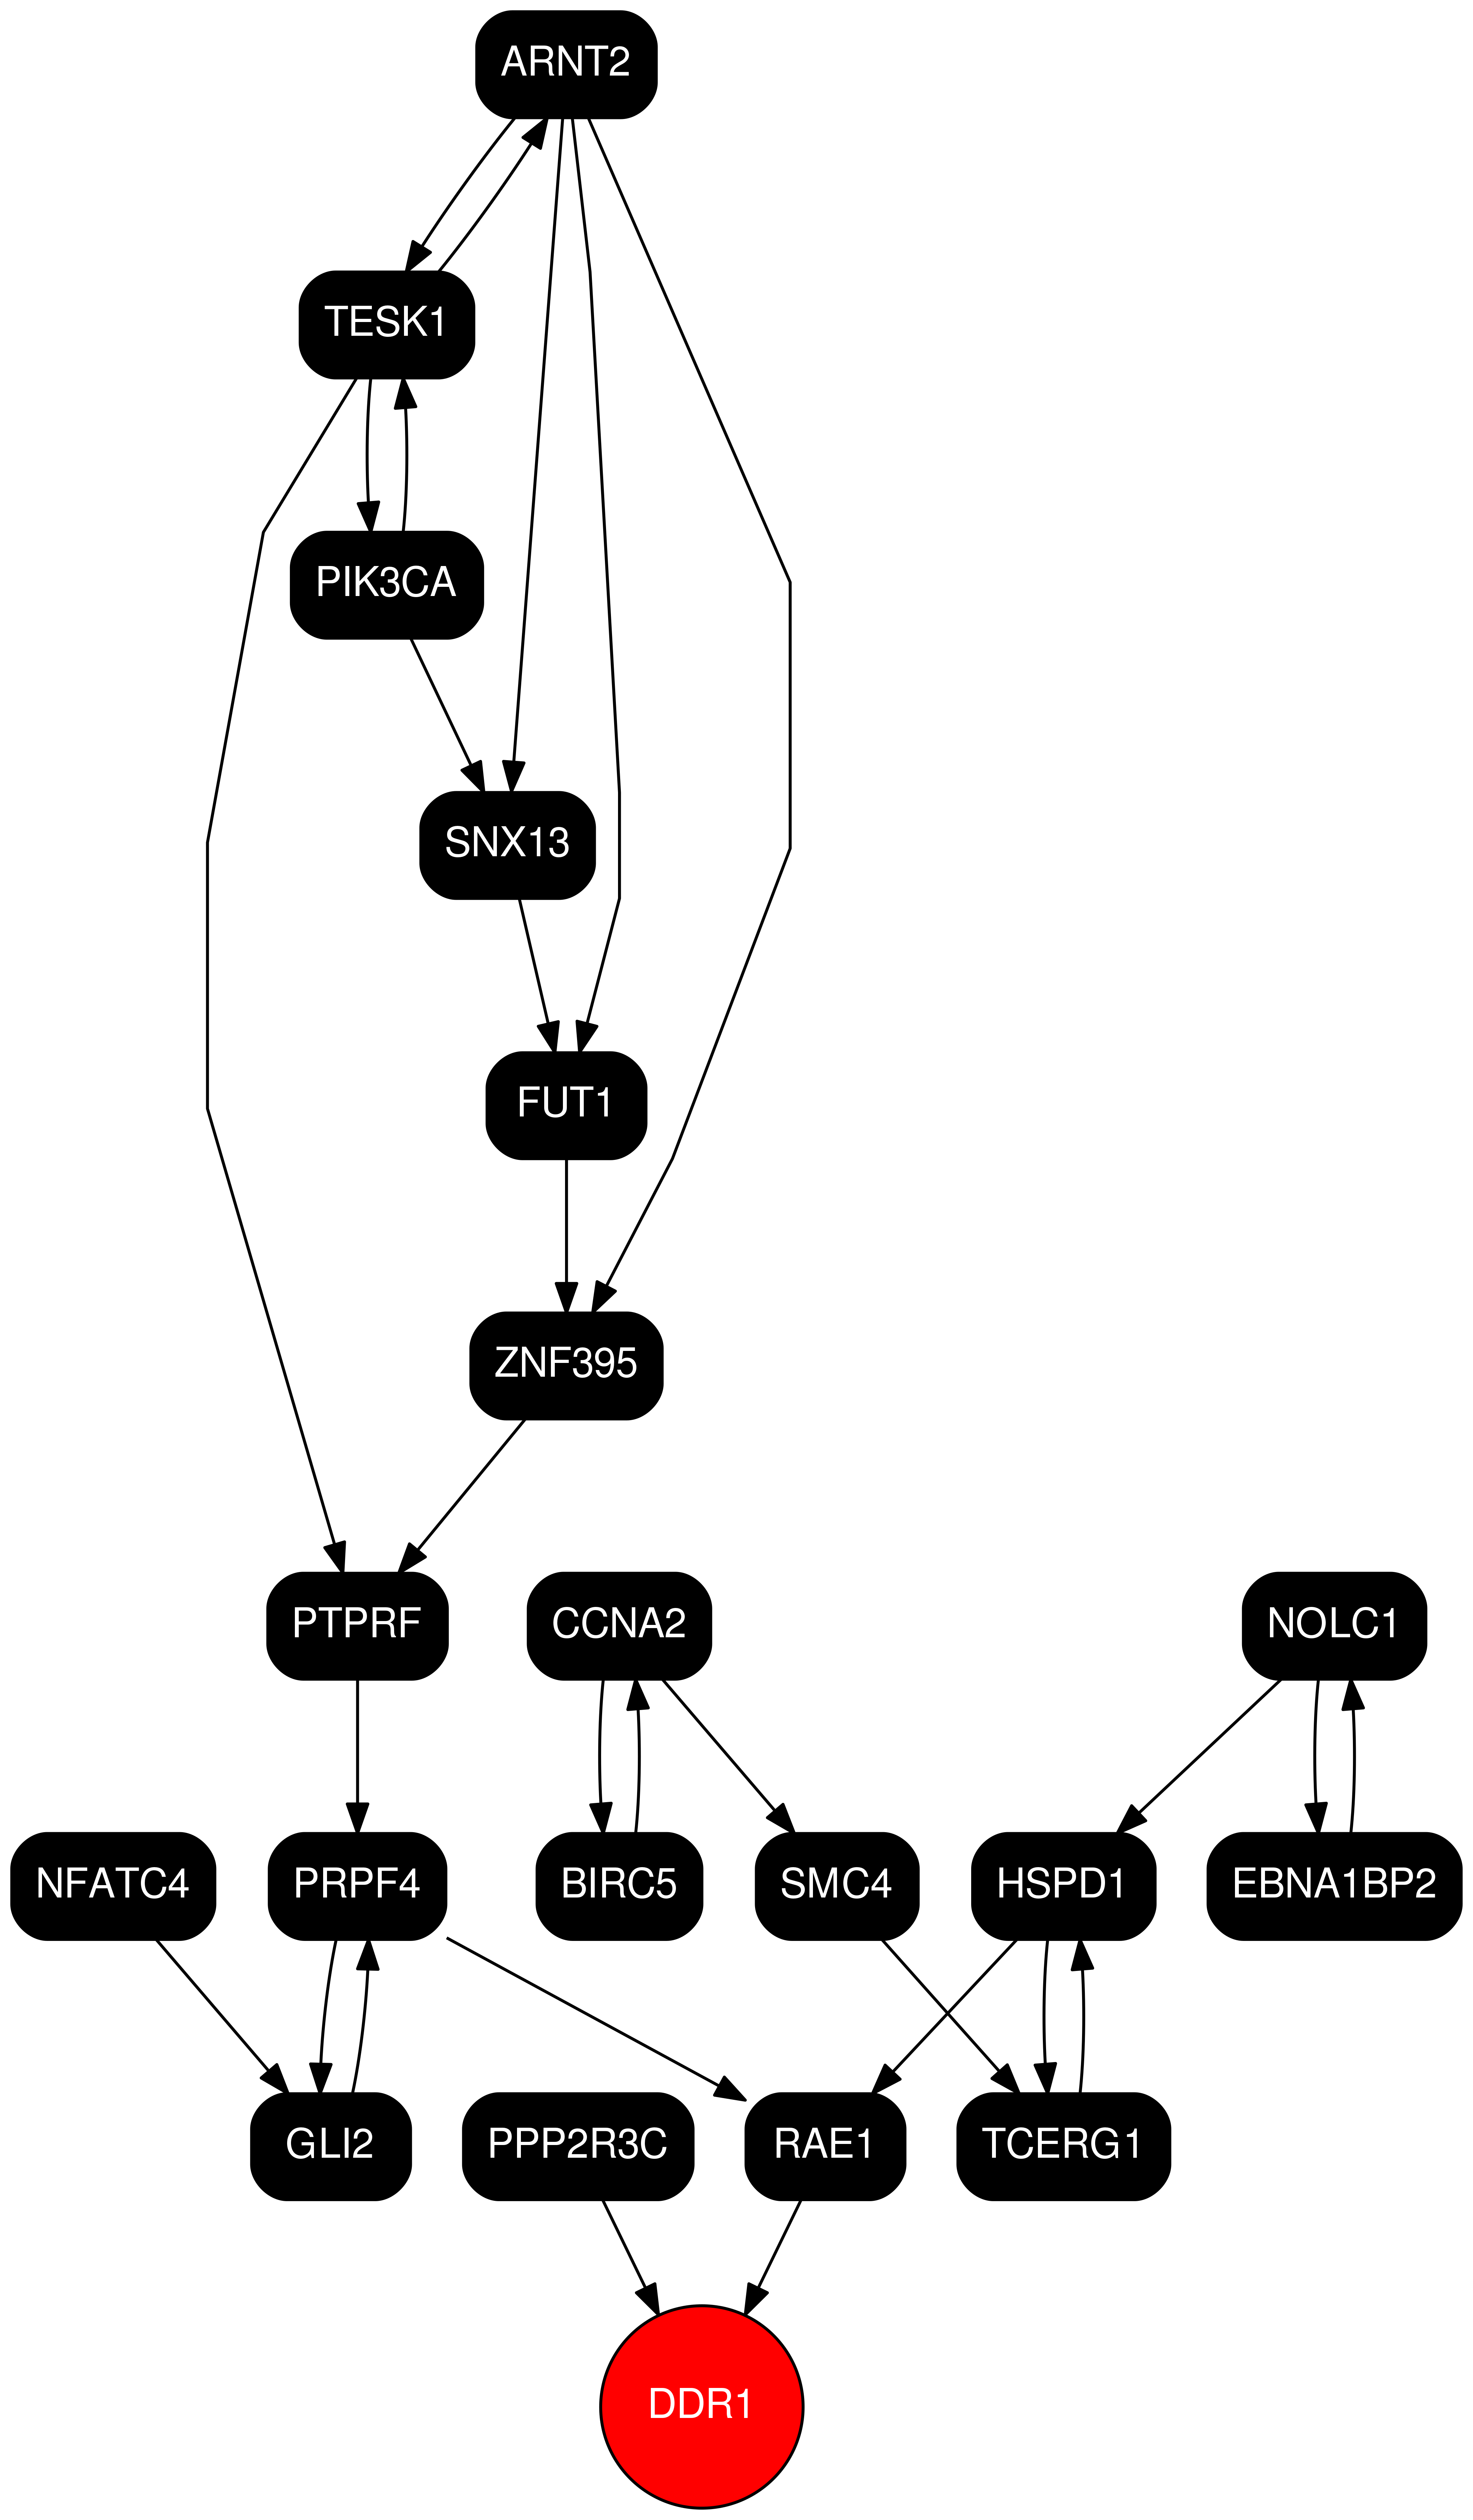 ARNT2
TESK1
PIK3CA
SNX13
FUT1
ZNF395
PTPRF
CCNA2
NOLC1
NFATC4
PRPF4
BIRC5
SMC4
HSPD1
EBNA1BP2
GLI2
PPP2R3C
RAE1
TCERG1
DDR1